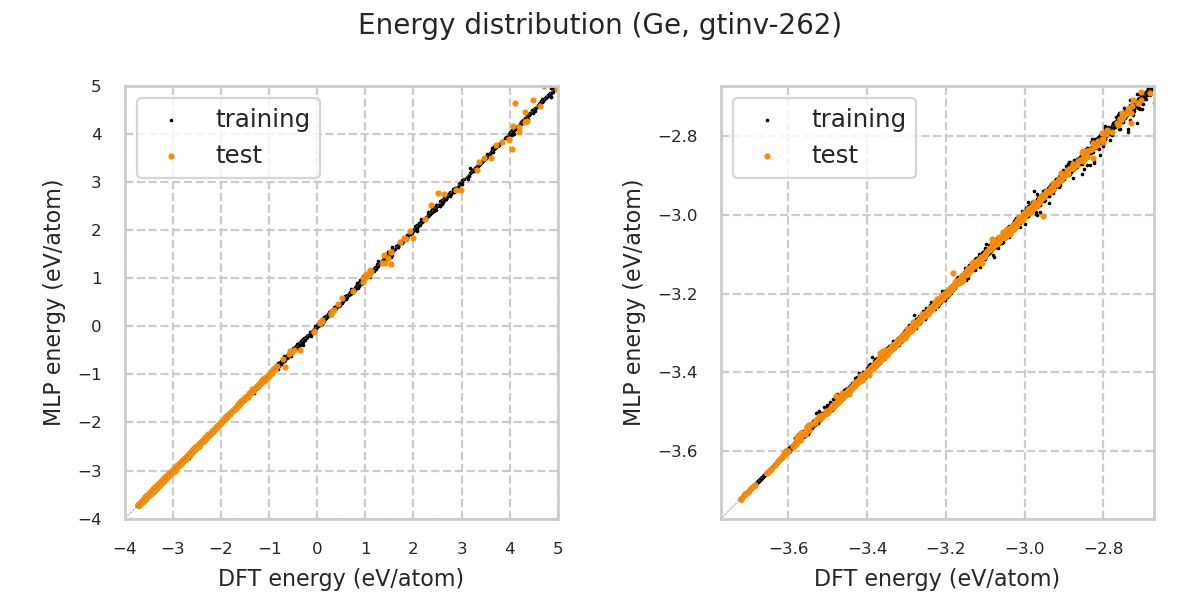 Energy distribution (Ge, gtinv-262)
training
test
5
4
3
2
1
0
−1
−2
−3
−4
−4 −3 −2 −1 0 1 2 3 4 5
MLP energy (eV/atom)
DFT energy (eV/atom)
training
test
−2.8
−3.0
−3.2
−3.4
−3.6
−3.6 −3.4 −3.2 −3.0 −2.8
MLP energy (eV/atom)
DFT energy (eV/atom)